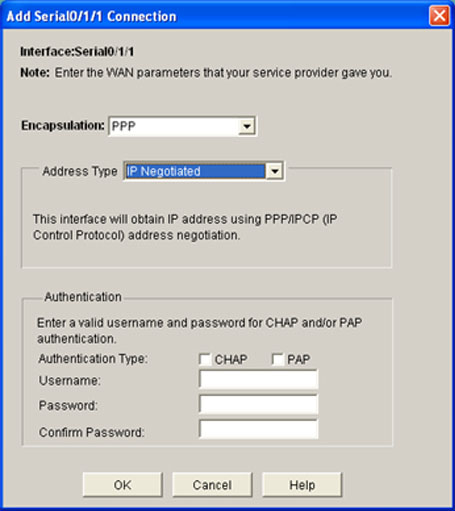 Add Serial0/1/1 Connection
Interface:Serial0/1/1
Note: Enter the WAN parameters that your service provider gave you.
Encapsulation: PPP
Address Type IP Negotiated
This interface will obtain IP address using PPP/IPCP (IP
Control Protocol) address negotiation.
Authentication
Enter a valid username and password for CHAP and/or PAP
authentication.
Authentication Type: CHAP PAP
Username:
Password:
Confirm Password:
OK Cancel Help